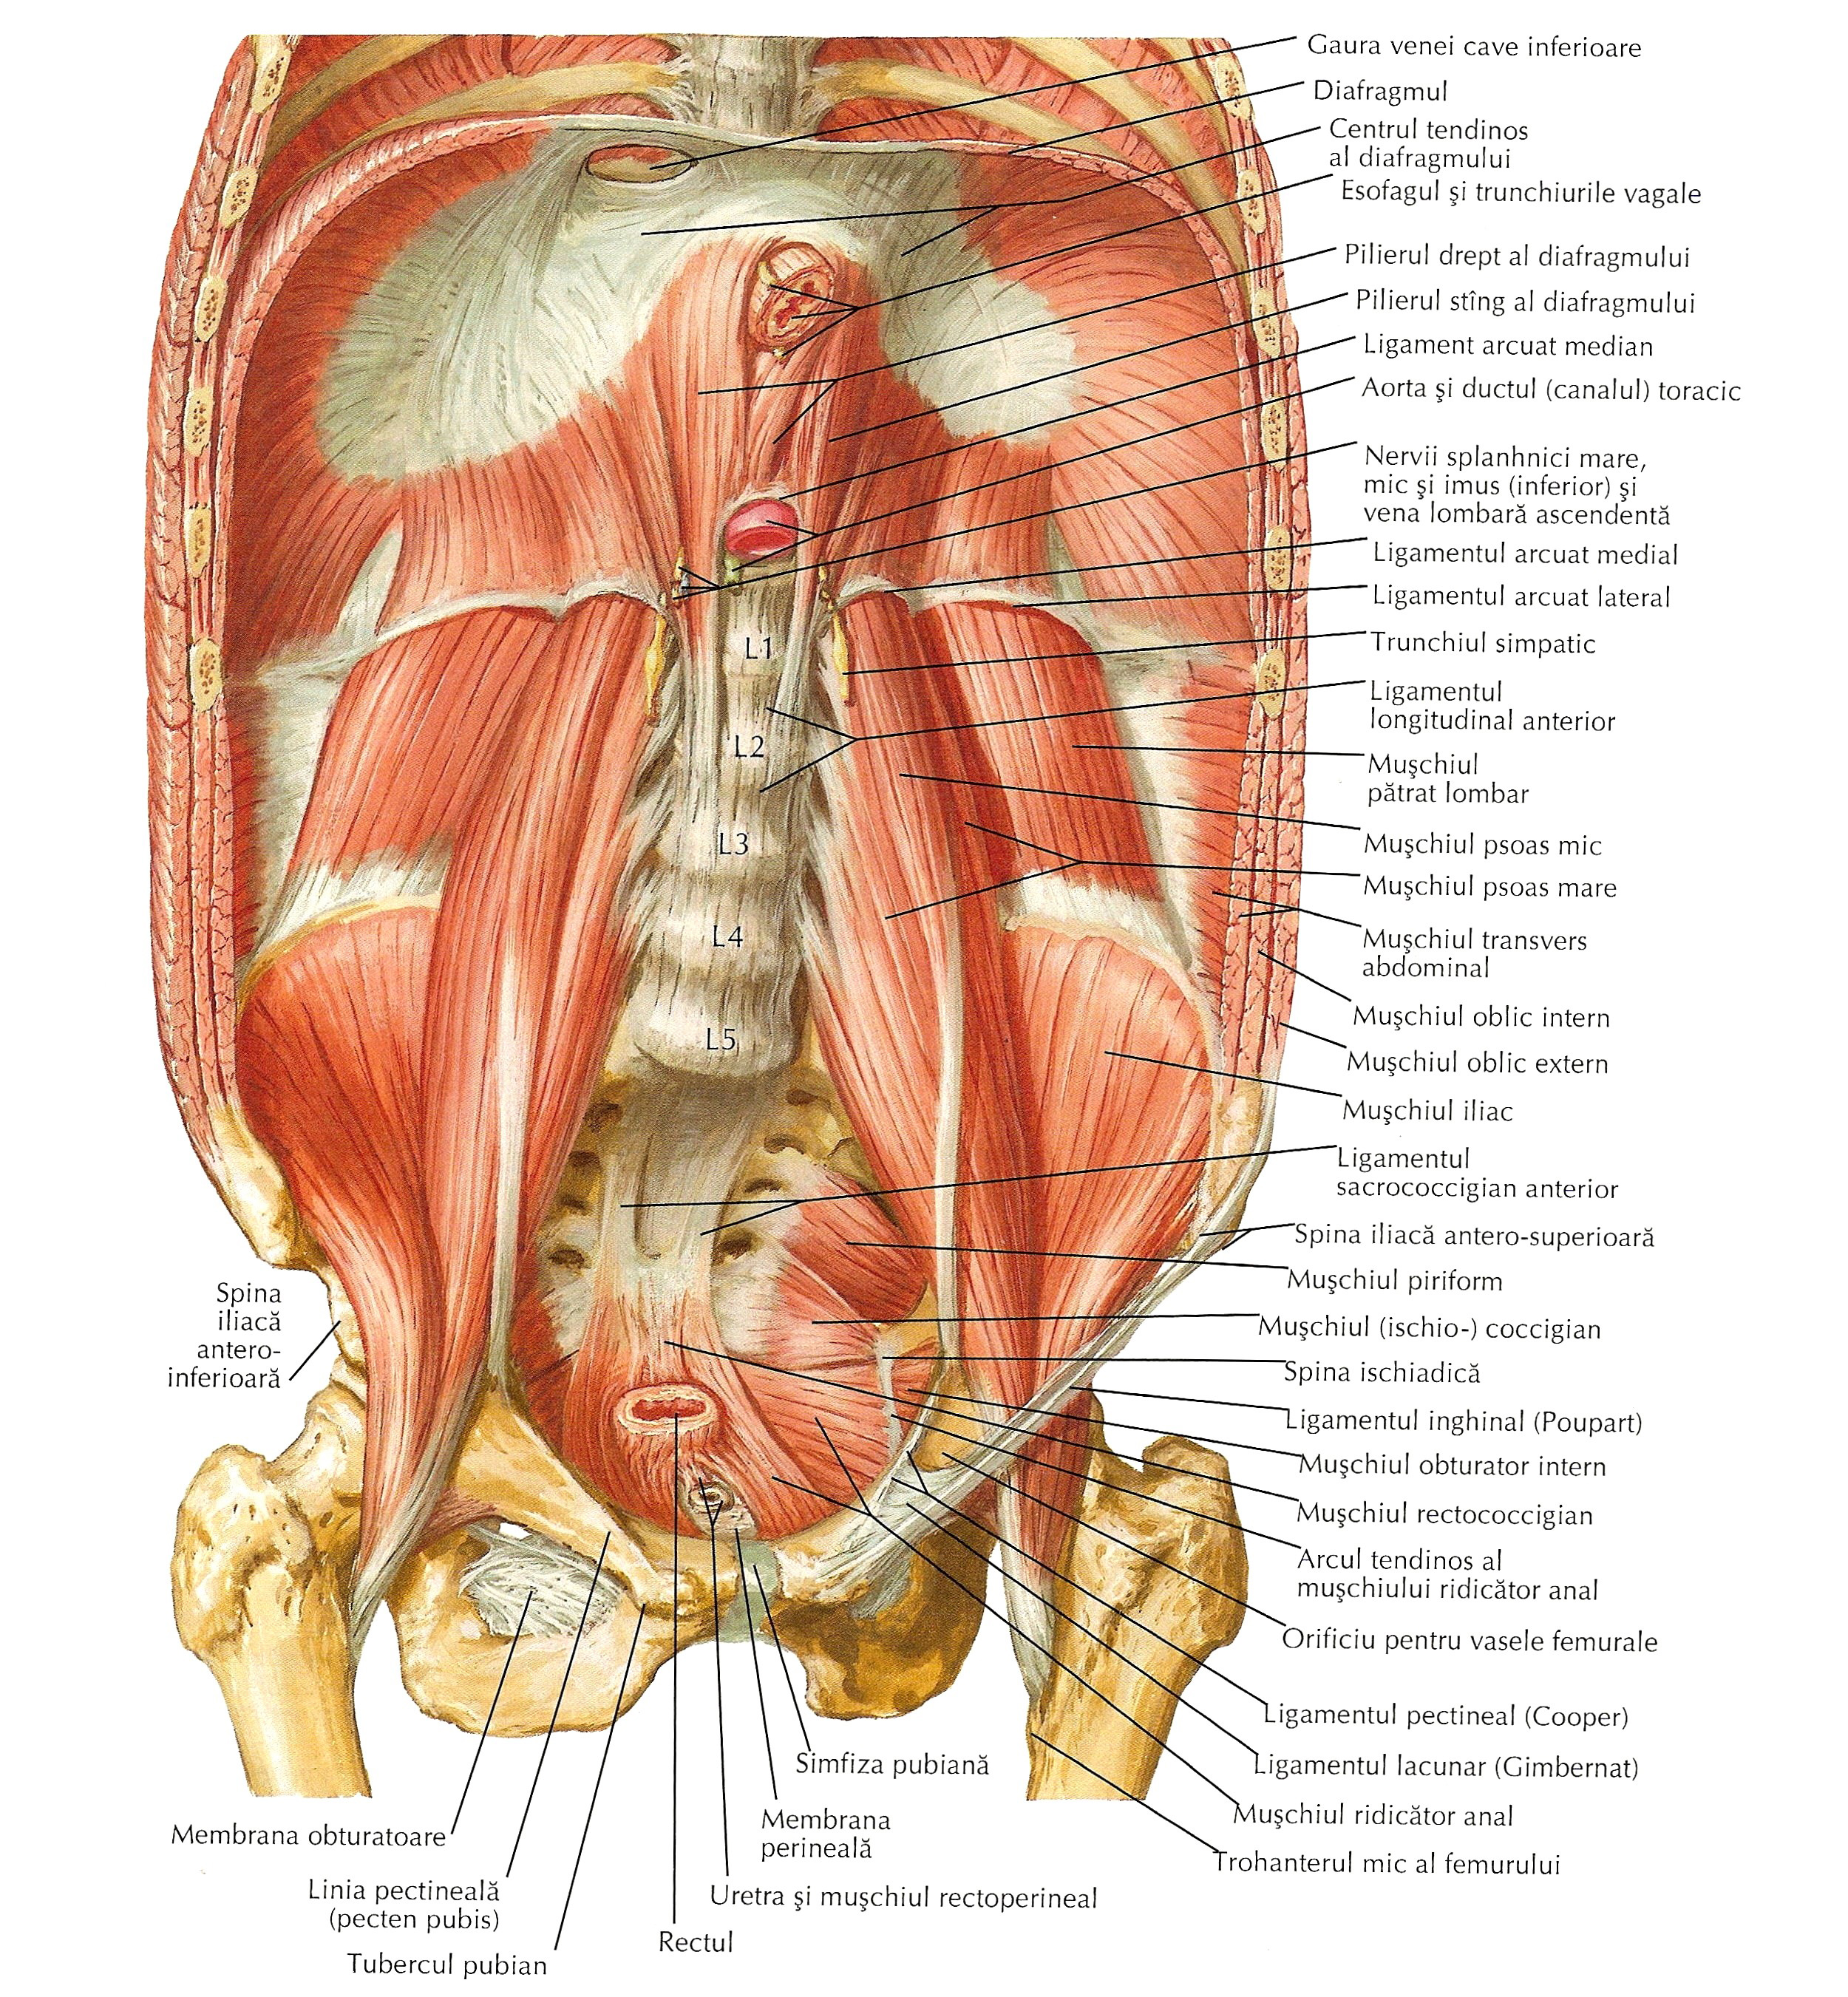 Gaura venei cave inferioare
Diafragmul
Centrul tendinos
al diafragmului
Esofagul şi trunchiurile vagale
Pilierul drept al diafragmului
Pilierul stîng al diafragmului
Ligament arcuat median
Aorta şi ductul (canalul) toracic
Nervii splanhnici mare,
mic şi imus (inferior) şi
vena lombară ascendentă
Ligamentul arcuat medial
Ligamentul arcuat lateral
Trunchiul simpatic
Ligamentul
longitudinal anterior
Muşchiul
pătrat lombar
Muşchiul psoas mic
Muşchiul psoas mare
Muşchiul transvers
abdominal
Muşchiul oblic intern
Muşchiul oblic extern
Muşchiul iliac
Ligamentul
sacrococcigian anterior
Spina iliacă antero-superioară
Muşchiul piriform
Muşchiul (ischio-) coccigian
Spina ischiadică
Ligamentul inghinal (Poupart)
Muşchiul obturator intern
Muşchiul rectococcigian
Arcul tendinos al
muşchiului ridicător anal
Orificiu pentru vasele femurale
Ligamentul pectineal (Cooper)
Ligamentul lacunar (Gimbernat)
Muşchiul ridicător anal
Trohanterul mic al femurului
L1
L2
L3
L4
L5
Spina
iliacă
antero-
inferioară
Simfiza pubiană
Membrana
perineală
Uretra şi muşchiul rectoperineal
Rectul
Membrana obturatoare
Linia pectineală
(pecten pubis)
Tubercul pubian